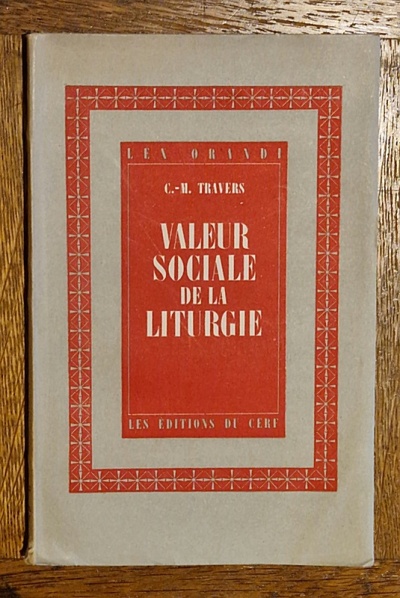 LEX ORANDI
C.-M. TRAVERS
VALEUR
SOCIALE
DE LA
LITURGIE
LES ÉDITIONS DU CERF